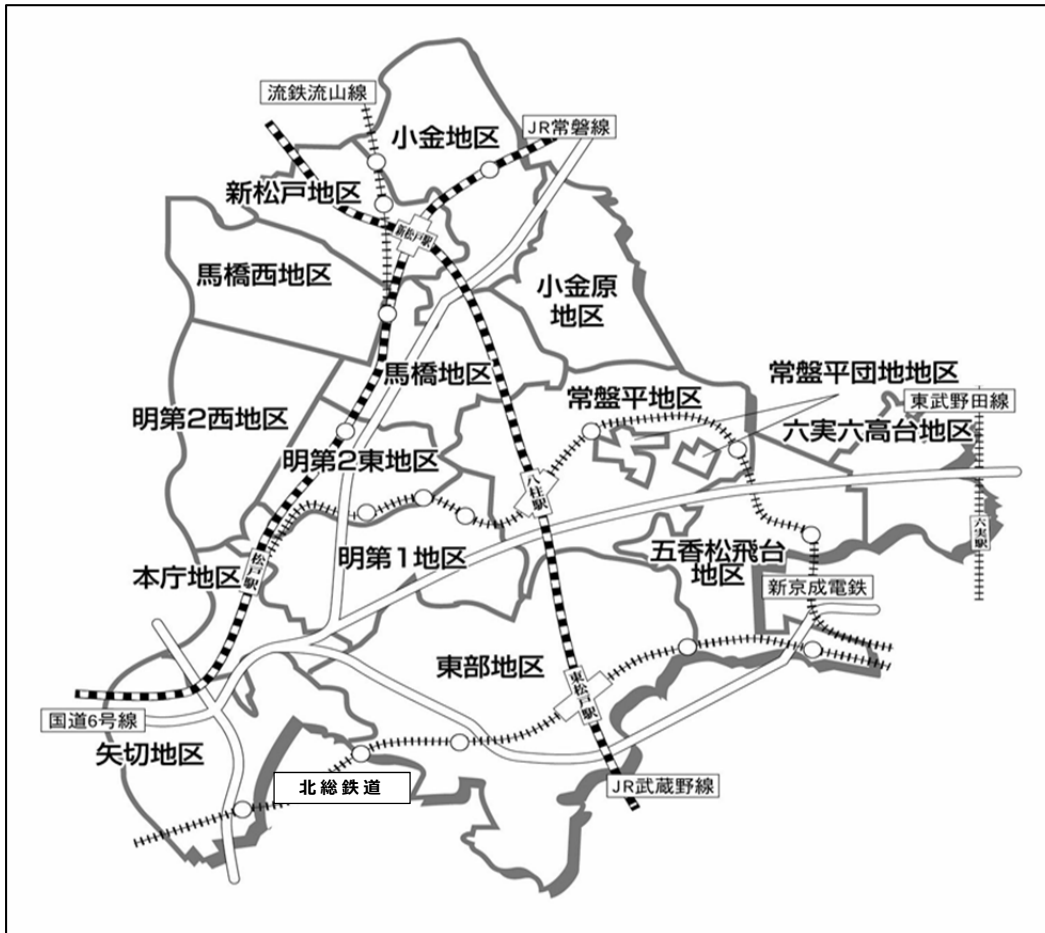 流鉄流山線
小金地区
JR常磐線
新松戸地区
新松戸駅
馬橋西地区
小金原
地区
馬橋地区
常盤平団地地区
常盤平地区
東武野田線
明第2西地区
六実六高台地区
明第2東地区
八柱駅
六実駅
五香松飛台
地区
明第1地区
松戸駅
本庁地区
新京成電鉄
東部地区
東松戸駅
国道6号線
矢切地区
北総鉄道
JR武蔵野線